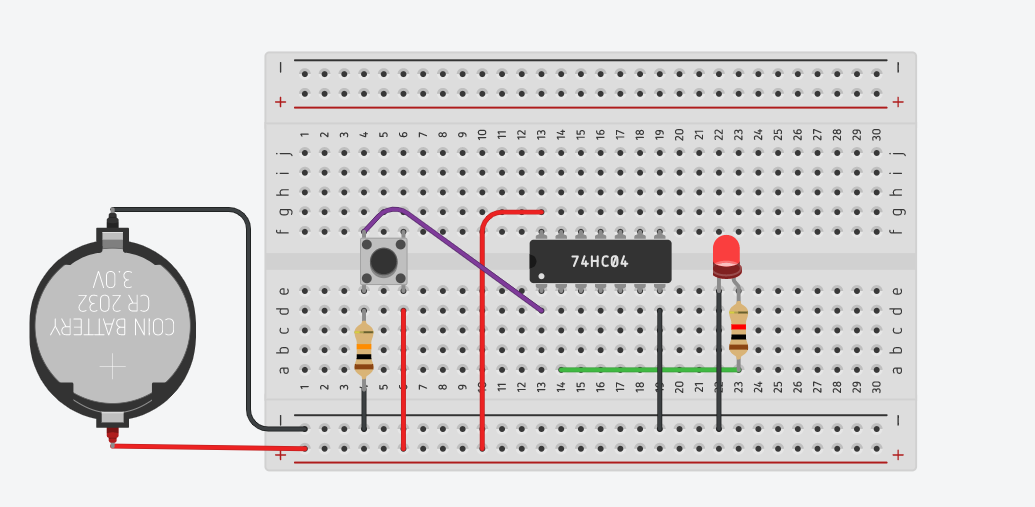 − −
+ +
1 2 3 4 5 6 7 8 9 10 11 12 13 14 15 16 17 18 19 20 21 22 23 24 25 26 27 28 29 30
j j
i i
h h
g g
f f
74HC04
COIN BATTERY
CR 2032
3.0V
+
e e
d d
c c
b b
a a
1 2 3 4 5 6 7 8 9 10 11 12 13 14 15 16 17 18 19 20 21 22 23 24 25 26 27 28 29 30
− −
+ +